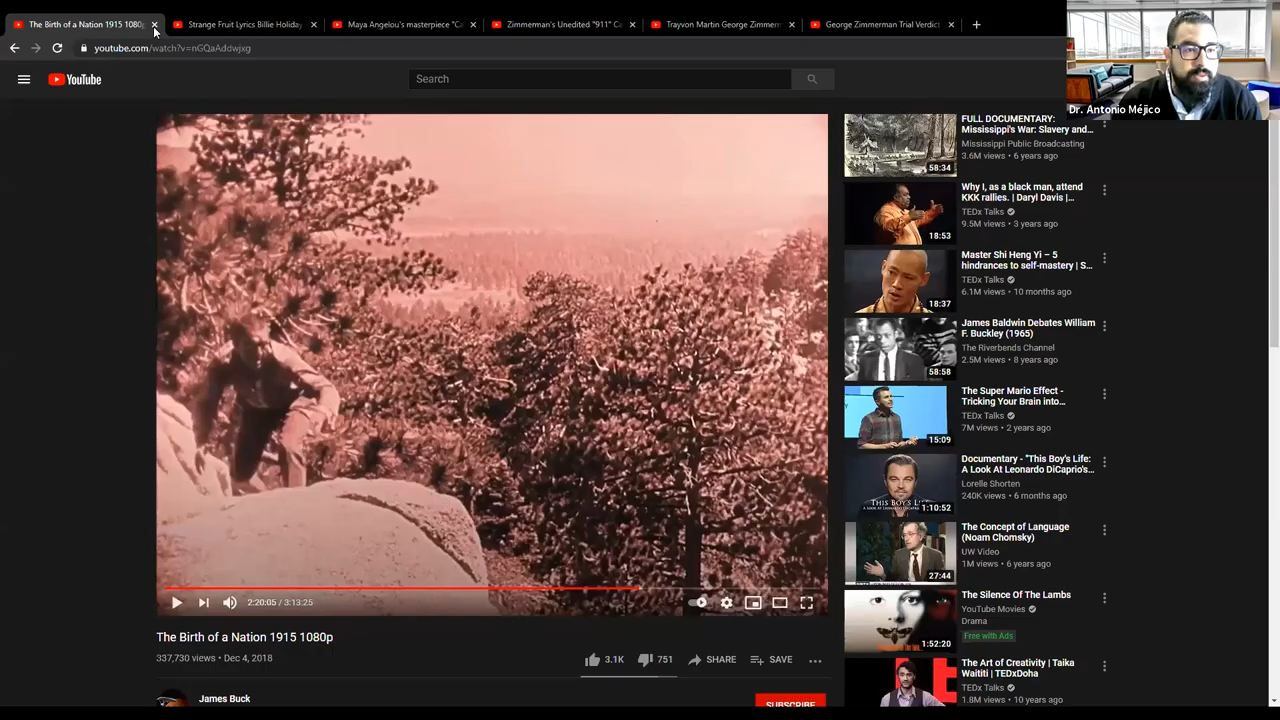 The Birth of a Nation 1915 1080p
Strange Fruit Lyrics Billie Holiday
Maya Angelou's masterpiece "Ca
Zimmerman's Unedited "911" Ca
Trayvon Martin George Zimmerm
George Zimmerman Trial Verdict
youtube.com/watch?v=nGQaAddwjxg
YouTube
Search
Dr. Antonio Méjico
FULL DOCUMENTARY:
Mississippi's War: Slavery and...
Mississippi Public Broadcasting
3.6M views • 6 years ago
58:34
Why I, as a black man, attend
KKK rallies. | Daryl Davis |...
TEDx Talks
9.5M views • 3 years ago
18:53
Master Shi Heng Yi – 5
hindrances to self-mastery | S...
TEDx Talks
6.1M views • 10 months ago
18:37
James Baldwin Debates William
F. Buckley (1965)
The Riverbends Channel
2.5M views • 8 years ago
58:58
The Super Mario Effect -
Tricking Your Brain into...
TEDx Talks
7M views • 2 years ago
15:09
Documentary - "This Boy's Life:
A Look At Leonardo DiCaprio's...
Lorelle Shorten
240K views • 6 months ago
THIS BOY'S LIFE
1:10:52
The Concept of Language
(Noam Chomsky)
UW Video
1M views • 6 years ago
27:44
The Silence Of The Lambs
YouTube Movies
Drama
Free with Ads
1:52:20
The Art of Creativity | Taika
Waititi | TEDxDoha
TEDx Talks
1.8M views • 10 years ago
2:20:05 / 3:13:25
The Birth of a Nation 1915 1080p
337,730 views • Dec 4, 2018
3.1K
751
SHARE
SAVE
James Buck
SUBSCRIBE